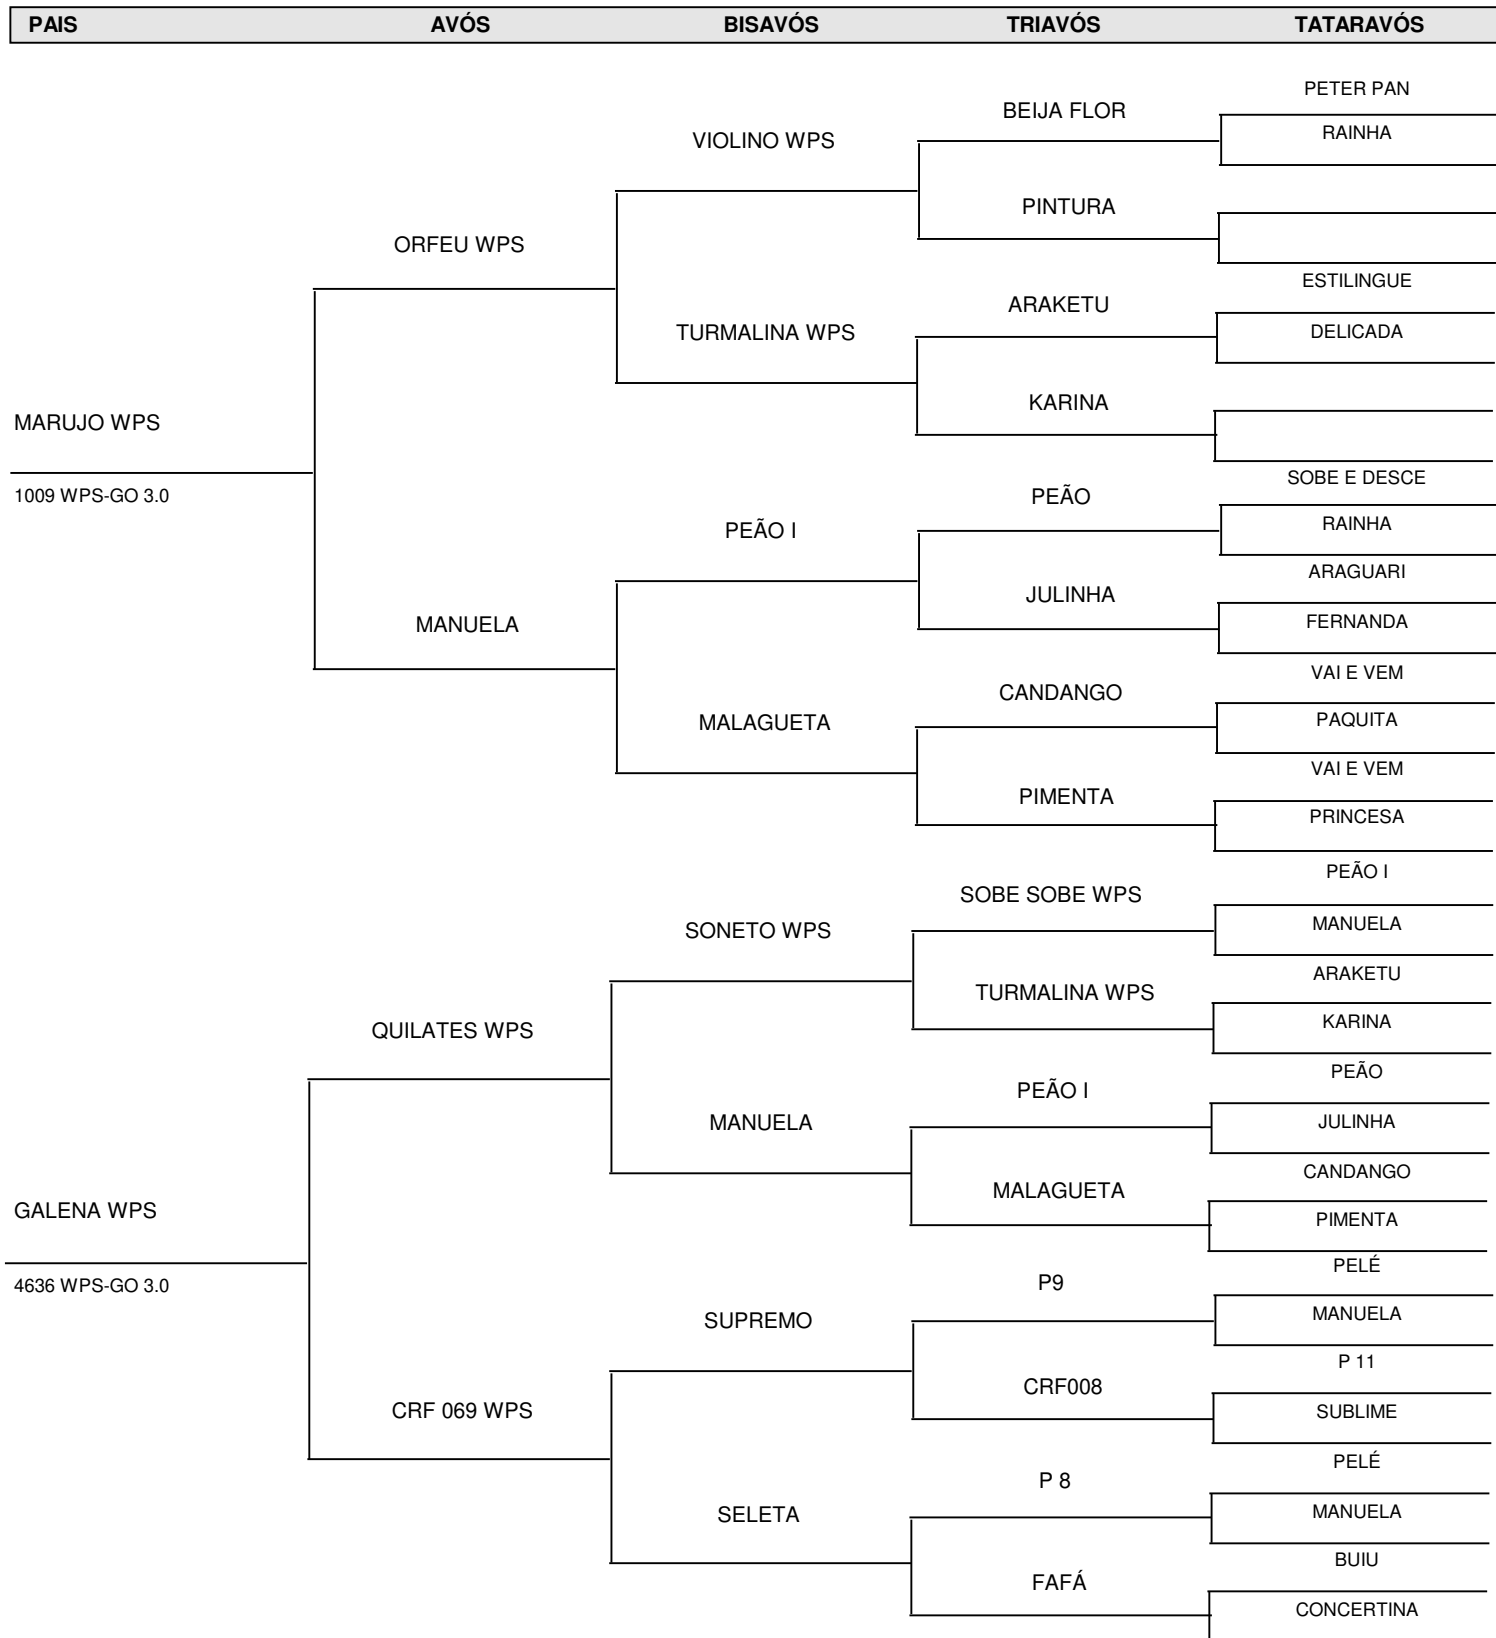 PAIS AVÓS BISAVÓS TRIAVÓS TATARAVÓS
PETER PAN
BEIJA FLOR
RAINHA
VIOLINO WPS
PINTURA
ORFEU WPS
ESTILINGUE
ARAKETU
TURMALINA WPS
DELICADA
KARINA
MARUJO WPS
SOBE E DESCE
1009 WPS-GO 3.0
PEÃO
RAINHA
PEÃO I
ARAGUARI
JULINHA
MANUELA
FERNANDA
VAI E VEM
CANDANGO
MALAGUETA
PAQUITA
VAI E VEM
PIMENTA
PRINCESA
PEÃO I
SOBE SOBE WPS
MANUELA
SONETO WPS
ARAKETU
TURMALINA WPS
QUILATES WPS
KARINA
PEÃO
PEÃO I
MANUELA
JULINHA
CANDANGO
MALAGUETA
GALENA WPS
PIMENTA
PELÉ
4636 WPS-GO 3.0
P9
MANUELA
SUPREMO
P 11
CRF008
CRF 069 WPS
SUBLIME
PELÉ
P 8
SELETA
MANUELA
BUIU
FAFÁ
CONCERTINA